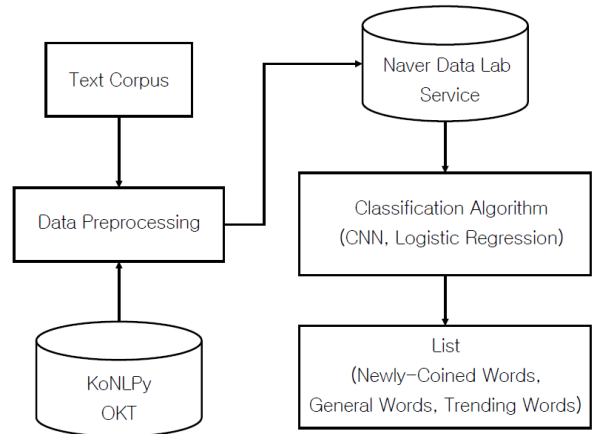 Text Corpus
Data Preprocessing
KoNLPy
OKT
Naver Data Lab
Service
Classification Algorithm
(CNN, Logistic Regression)
List
(Newly-Coined Words,
General Words, Trending Words)